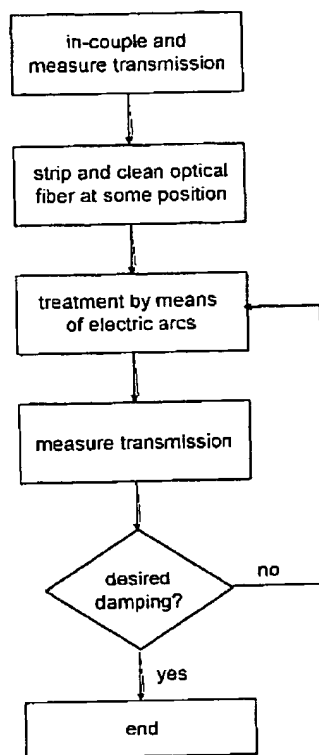 in-couple and
measure transmission
strip and clean optical
fiber at some position
treatment by means
of electric arcs
measure transmission
desired
damping?
no
yes
end